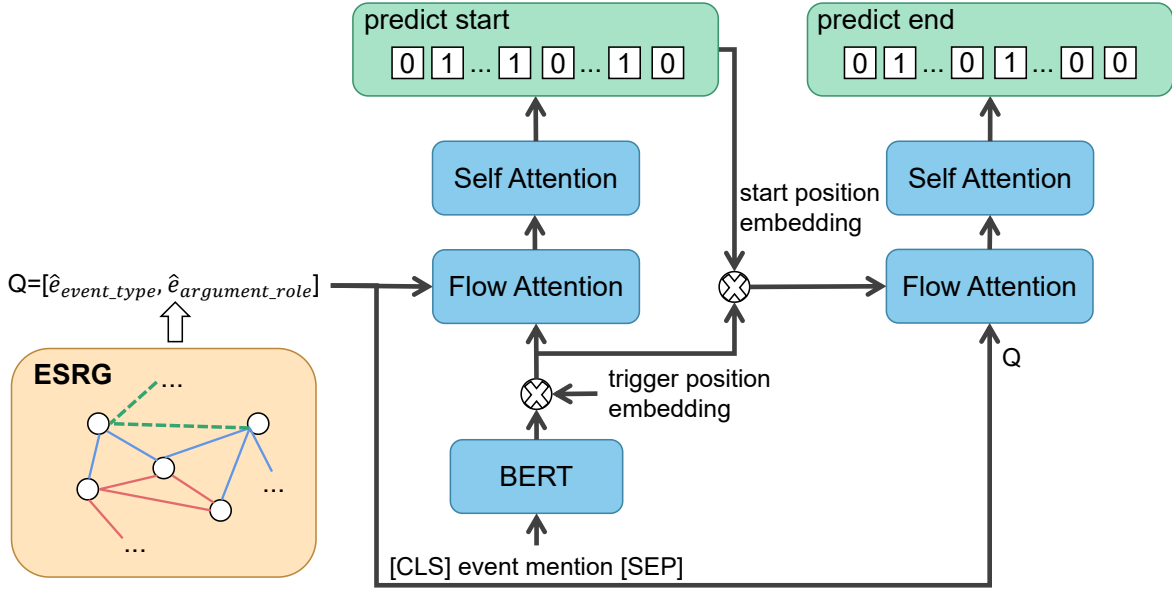 predict start
0 1 ... 1 0 ... 1 0
predict end
0 1 ... 0 1 ... 0 0
Self Attention
Self Attention
start position
embedding
Q=[ê_event_type, ê_argument_role]
Flow Attention
Flow Attention
ESRG
...
...
...
trigger position
embedding
Q
BERT
[CLS] event mention [SEP]